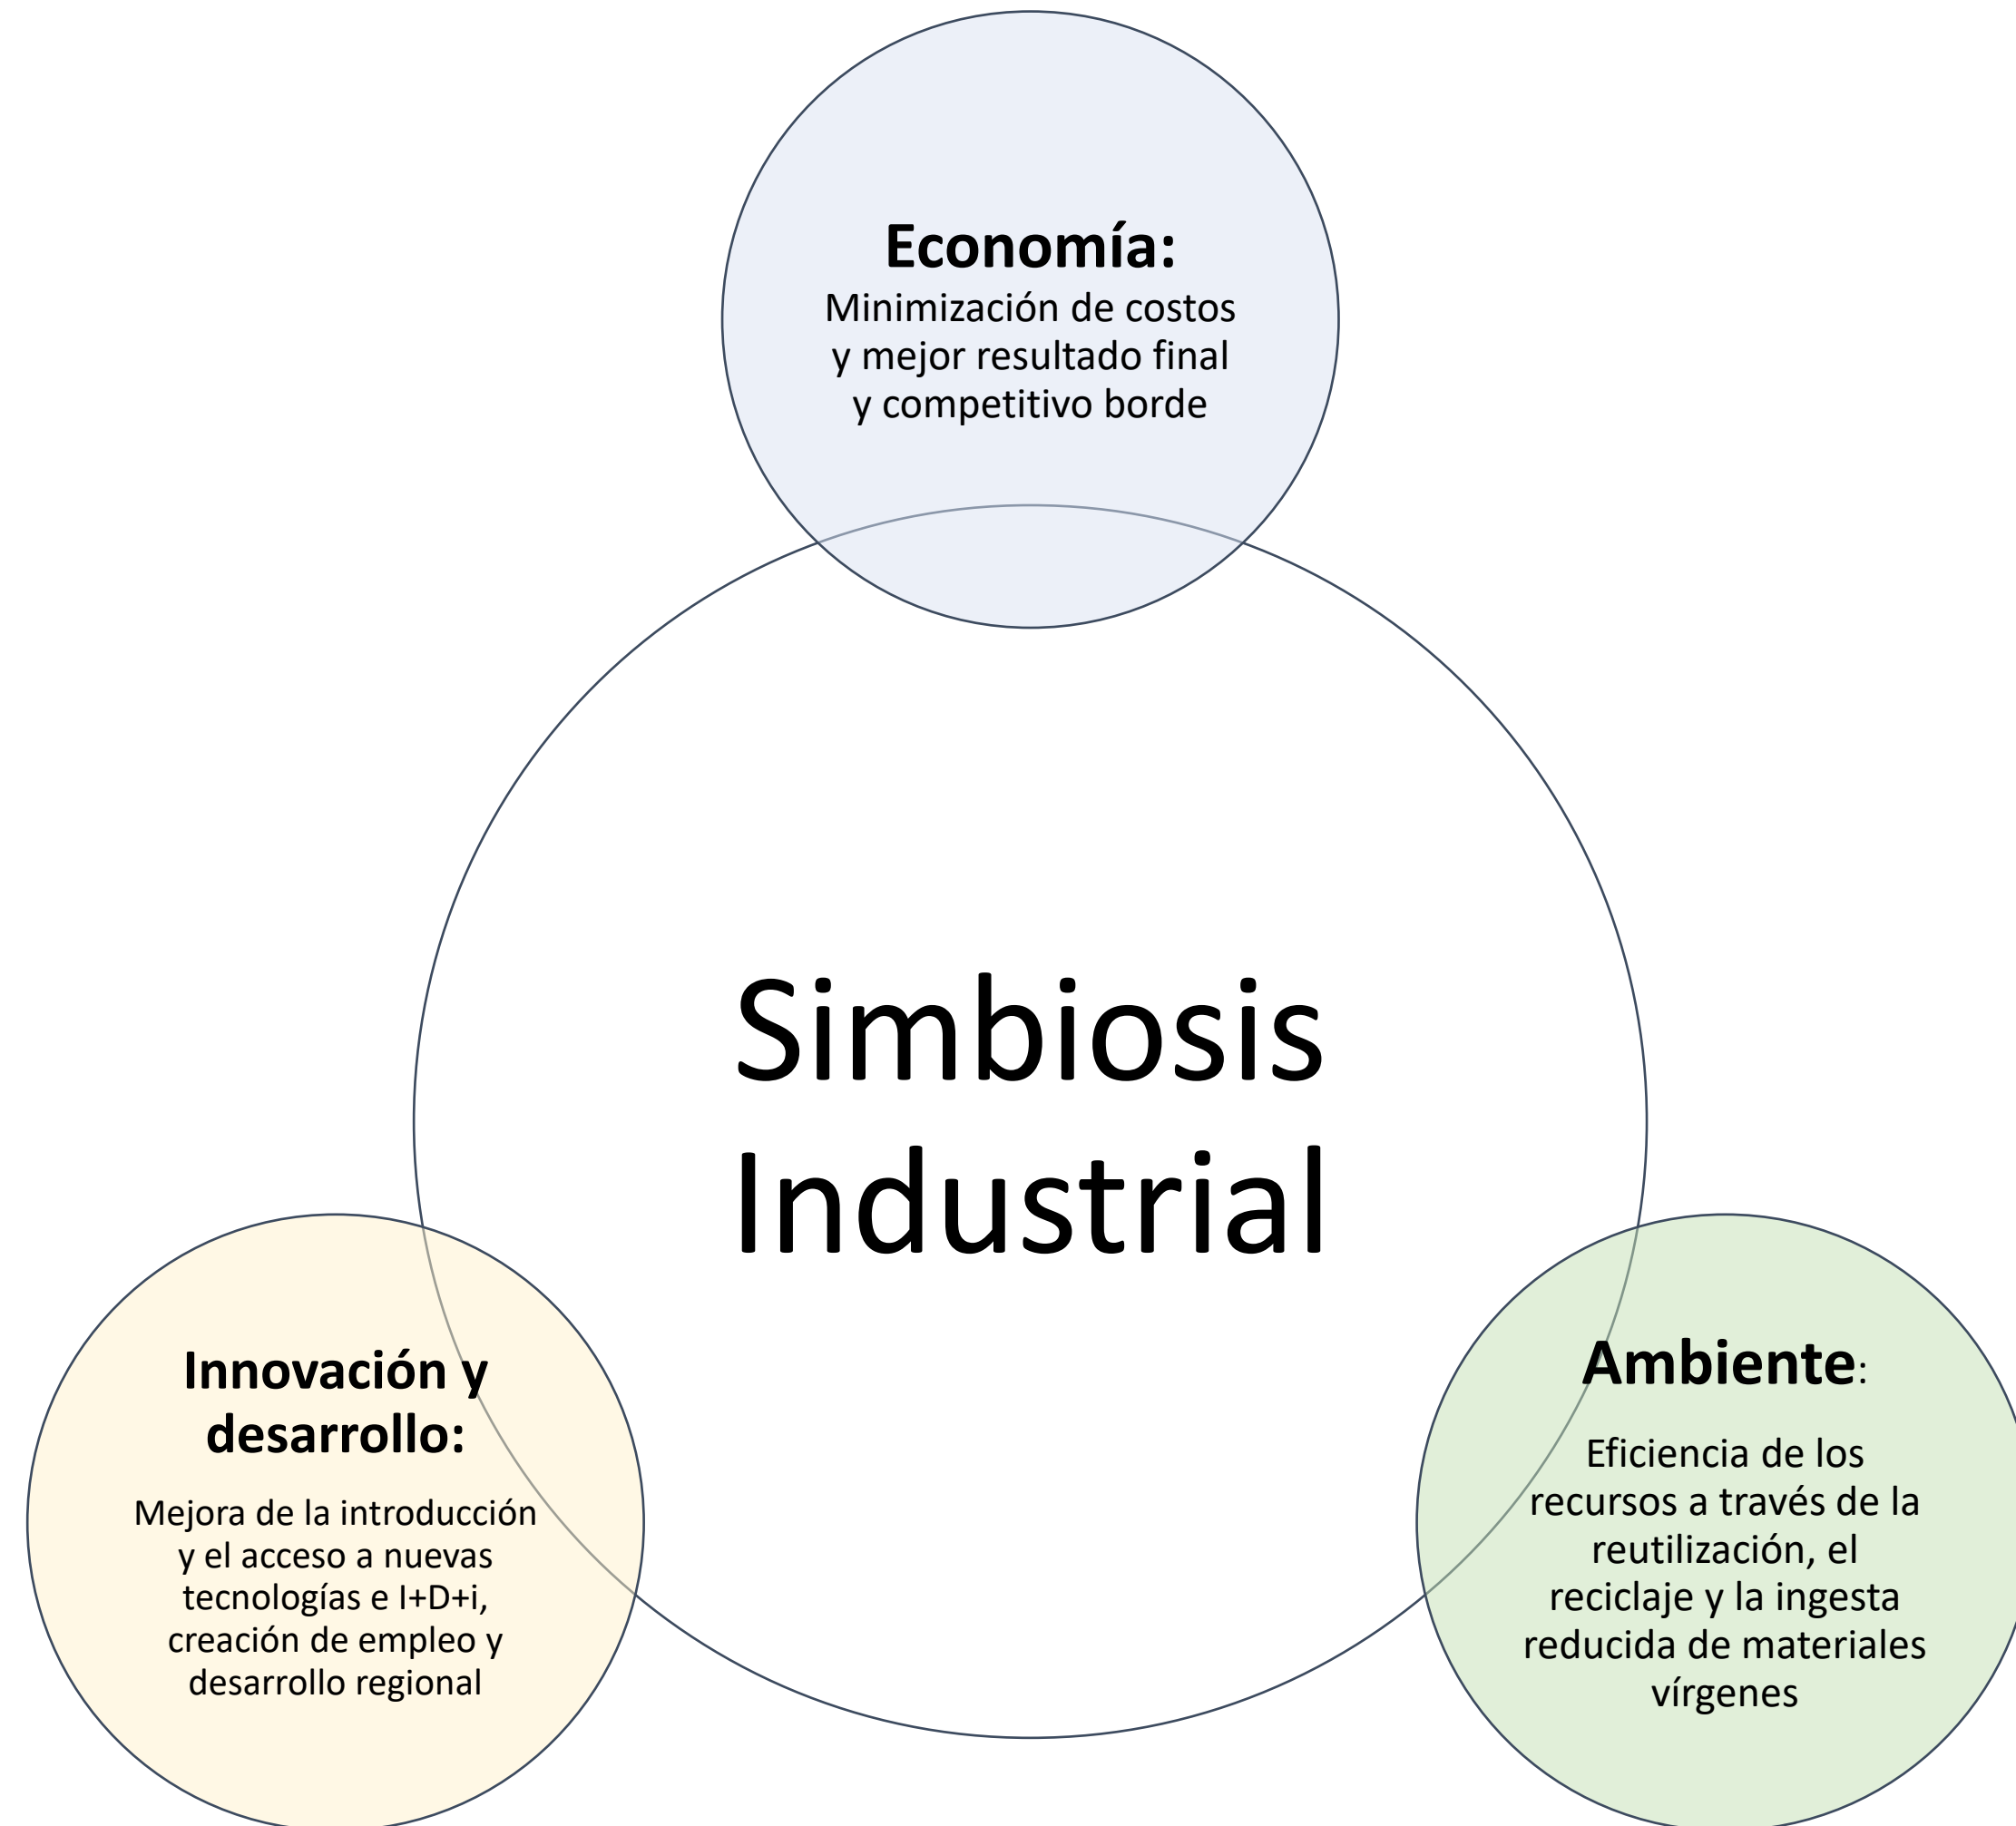 Economía:
Minimización de costos
y mejor resultado final
y competitivo borde
Simbiosis
Industrial
Innovación y
desarrollo:
Mejora de la introducción
y el acceso a nuevas
tecnologías e I+D+i,
creación de empleo y
desarrollo regional
Ambiente:
Eficiencia de los
recursos a través de la
reutilización, el
reciclaje y la ingesta
reducida de materiales
vírgenes